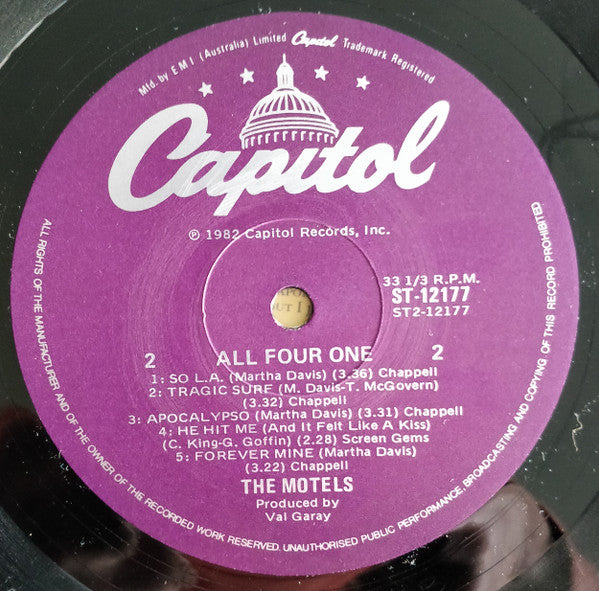 Mfd. by E M I (Australia) Limited Capitol Trademark Registered
Capitol
℗ 1982 Capitol Records, Inc.
33 1/3 R.P.M.
ST-12177
ST2-12177
2 ALL FOUR ONE 2
1: SO L.A. (Martha Davis) (3.36) Chappell
2: TRAGIC SURF (M. Davis-T. McGovern)
(3.32) Chappell
3: APOCALYPSO (Martha Davis) (3.31) Chappell
4: HE HIT ME (And It Felt Like A Kiss)
(C. King-G. Goffin) (2.28) Screen Gems
5: FOREVER MINE (Martha Davis)
(3.22) Chappell
THE MOTELS
Produced by
Val Garay
ALL RIGHTS OF THE MANUFACTURER AND OF THE OWNER OF THE RECORDED WORK RESERVED. UNAUTHORISED PUBLIC PERFORMANCE, BROADCASTING AND COPYING OF THIS RECORD PROHIBITED